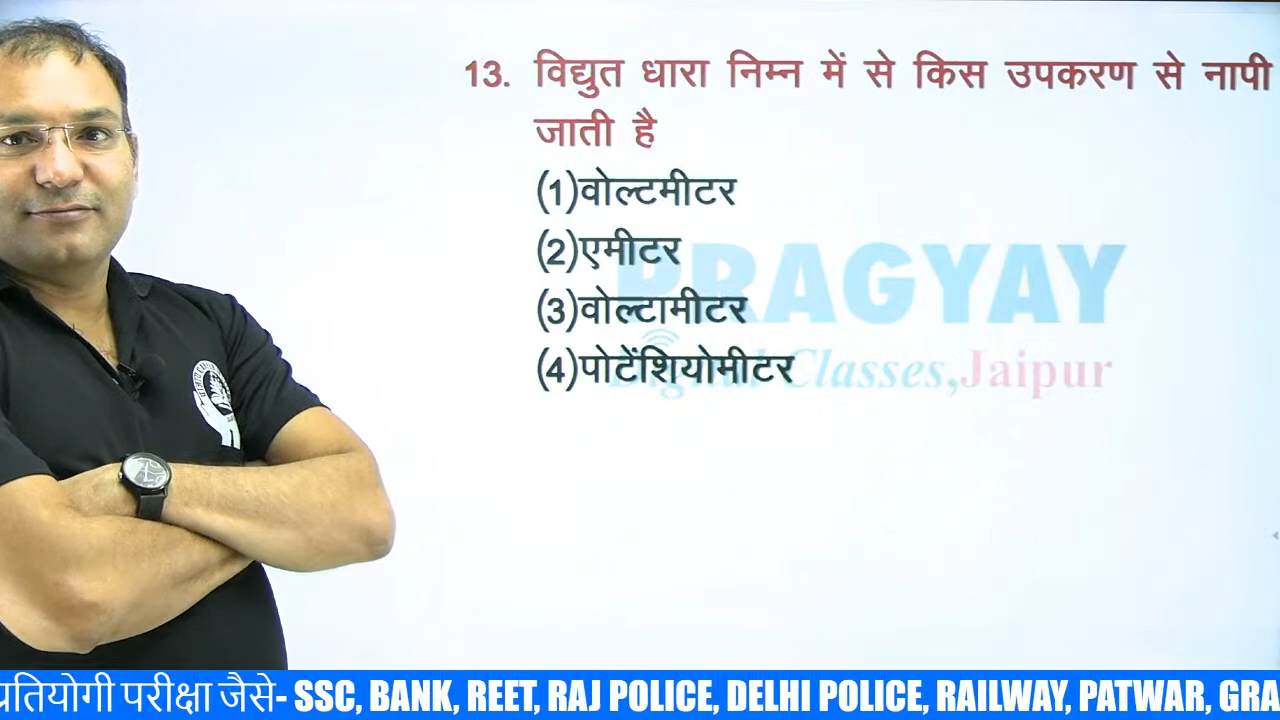 13. विद्युत धारा निम्न में से किस उपकरण से नापी
जाती है
(1)वोल्टमीटर
(2)एमीटर
(3)वोल्टामीटर
(4)पोटेंशियोमीटर
PRAGYAY
Digital Classes,Jaipur
प्रतियोगी परीक्षा जैसे- SSC, BANK, REET, RAJ POLICE, DELHI POLICE, RAILWAY, PATWAR, GRA